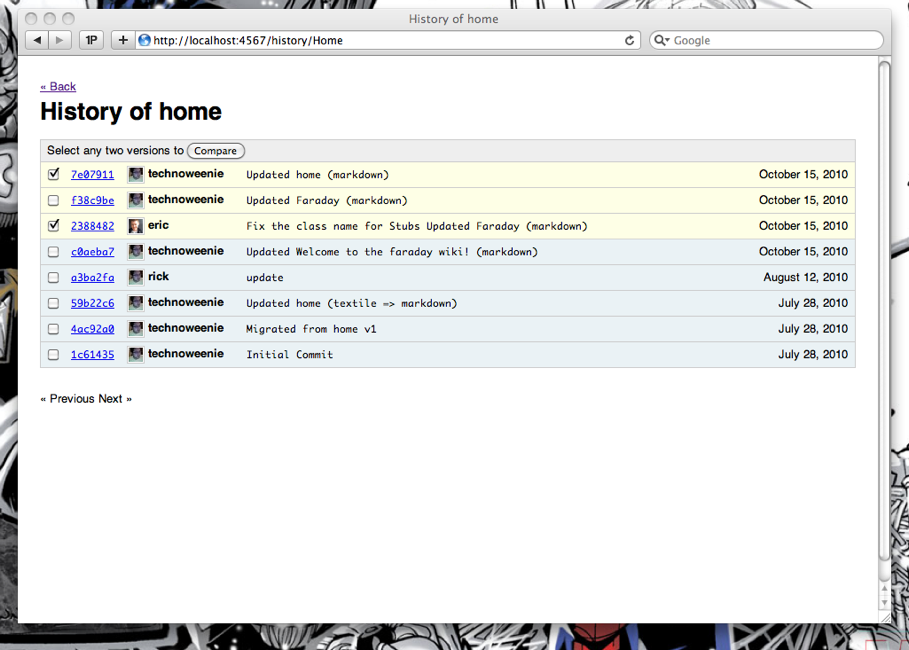 History of home
1P
+
http://localhost:4567/history/Home
Google
« Back
History of home
Select any two versions to Compare
7e07911 technoweenie Updated home (markdown) October 15, 2010
f38c9be technoweenie Updated Faraday (markdown) October 15, 2010
2388482 eric Fix the class name for Stubs Updated Faraday (markdown) October 15, 2010
c0aeba7 technoweenie Updated Welcome to the faraday wiki! (markdown) October 15, 2010
a3ba2fa rick update August 12, 2010
59b22c6 technoweenie Updated home (textile => markdown) July 28, 2010
4ac92a0 technoweenie Migrated from home v1 July 28, 2010
1c61435 technoweenie Initial Commit July 28, 2010
« Previous Next »